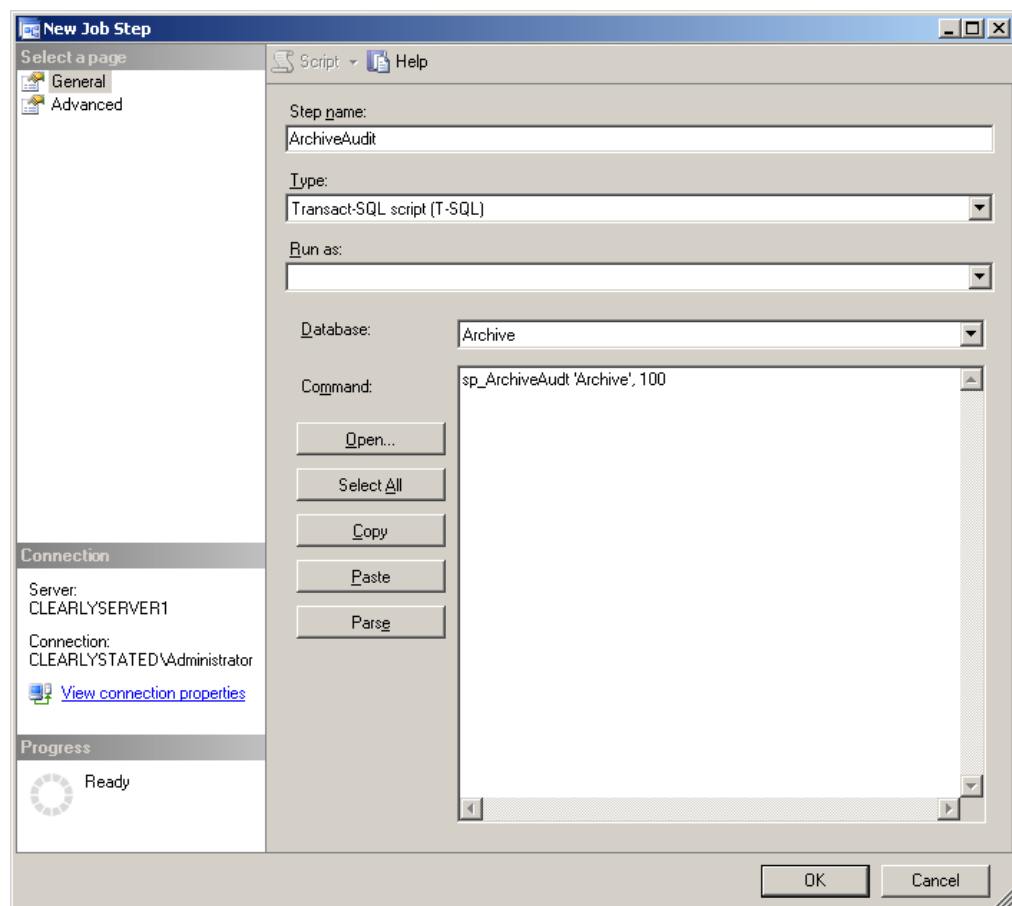 New Job Step
Select a page
General
Advanced
Script
Help
Step name:
ArchiveAudit
Type:
Transact-SQL script (T-SQL)
Run as:
Database:
Archive
Command:
sp_ArchiveAudt 'Archive', 100
Open...
Select All
Copy
Paste
Parse
Connection
Server:
CLEARLYSERVER1
Connection:
CLEARLYSTATED\Administrator
View connection properties
Progress
Ready
OK
Cancel